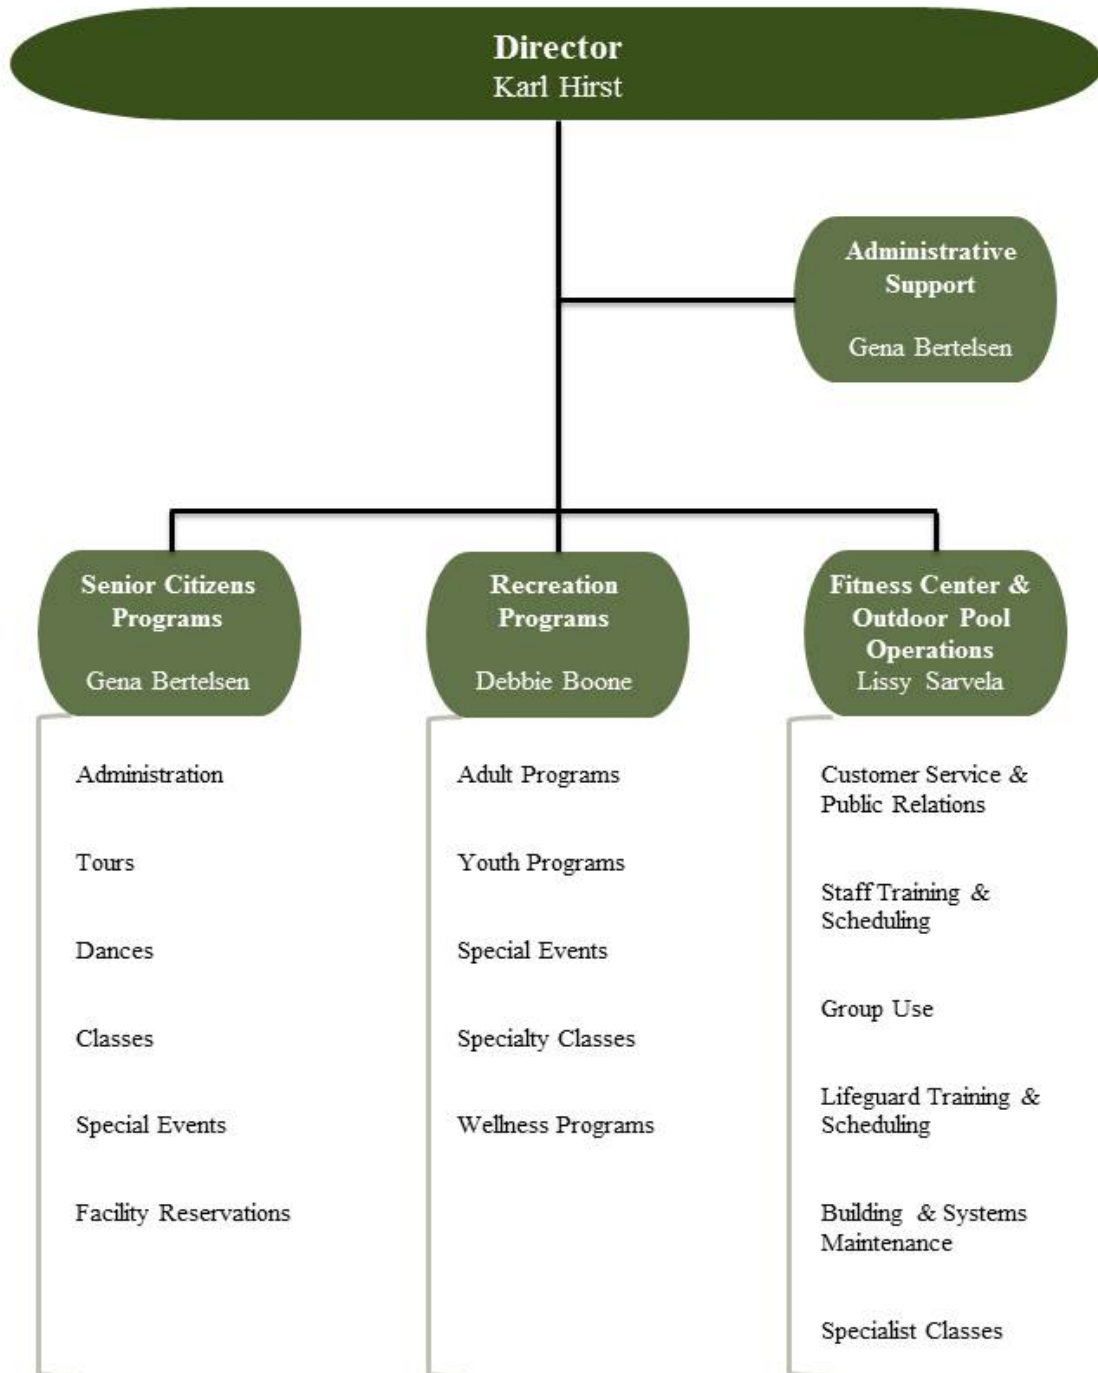 Director
Karl Hirst
Administrative
Support
Gena Bertelsen
Senior Citizens
Programs
Gena Bertelsen
Recreation
Programs
Debbie Boone
Fitness Center &
Outdoor Pool
Operations
Lissy Sarvela
Administration
Tours
Dances
Classes
Special Events
Facility Reservations
Adult Programs
Youth Programs
Special Events
Specialty Classes
Wellness Programs
Customer Service &
Public Relations
Staff Training &
Scheduling
Group Use
Lifeguard Training &
Scheduling
Building & Systems
Maintenance
Specialist Classes